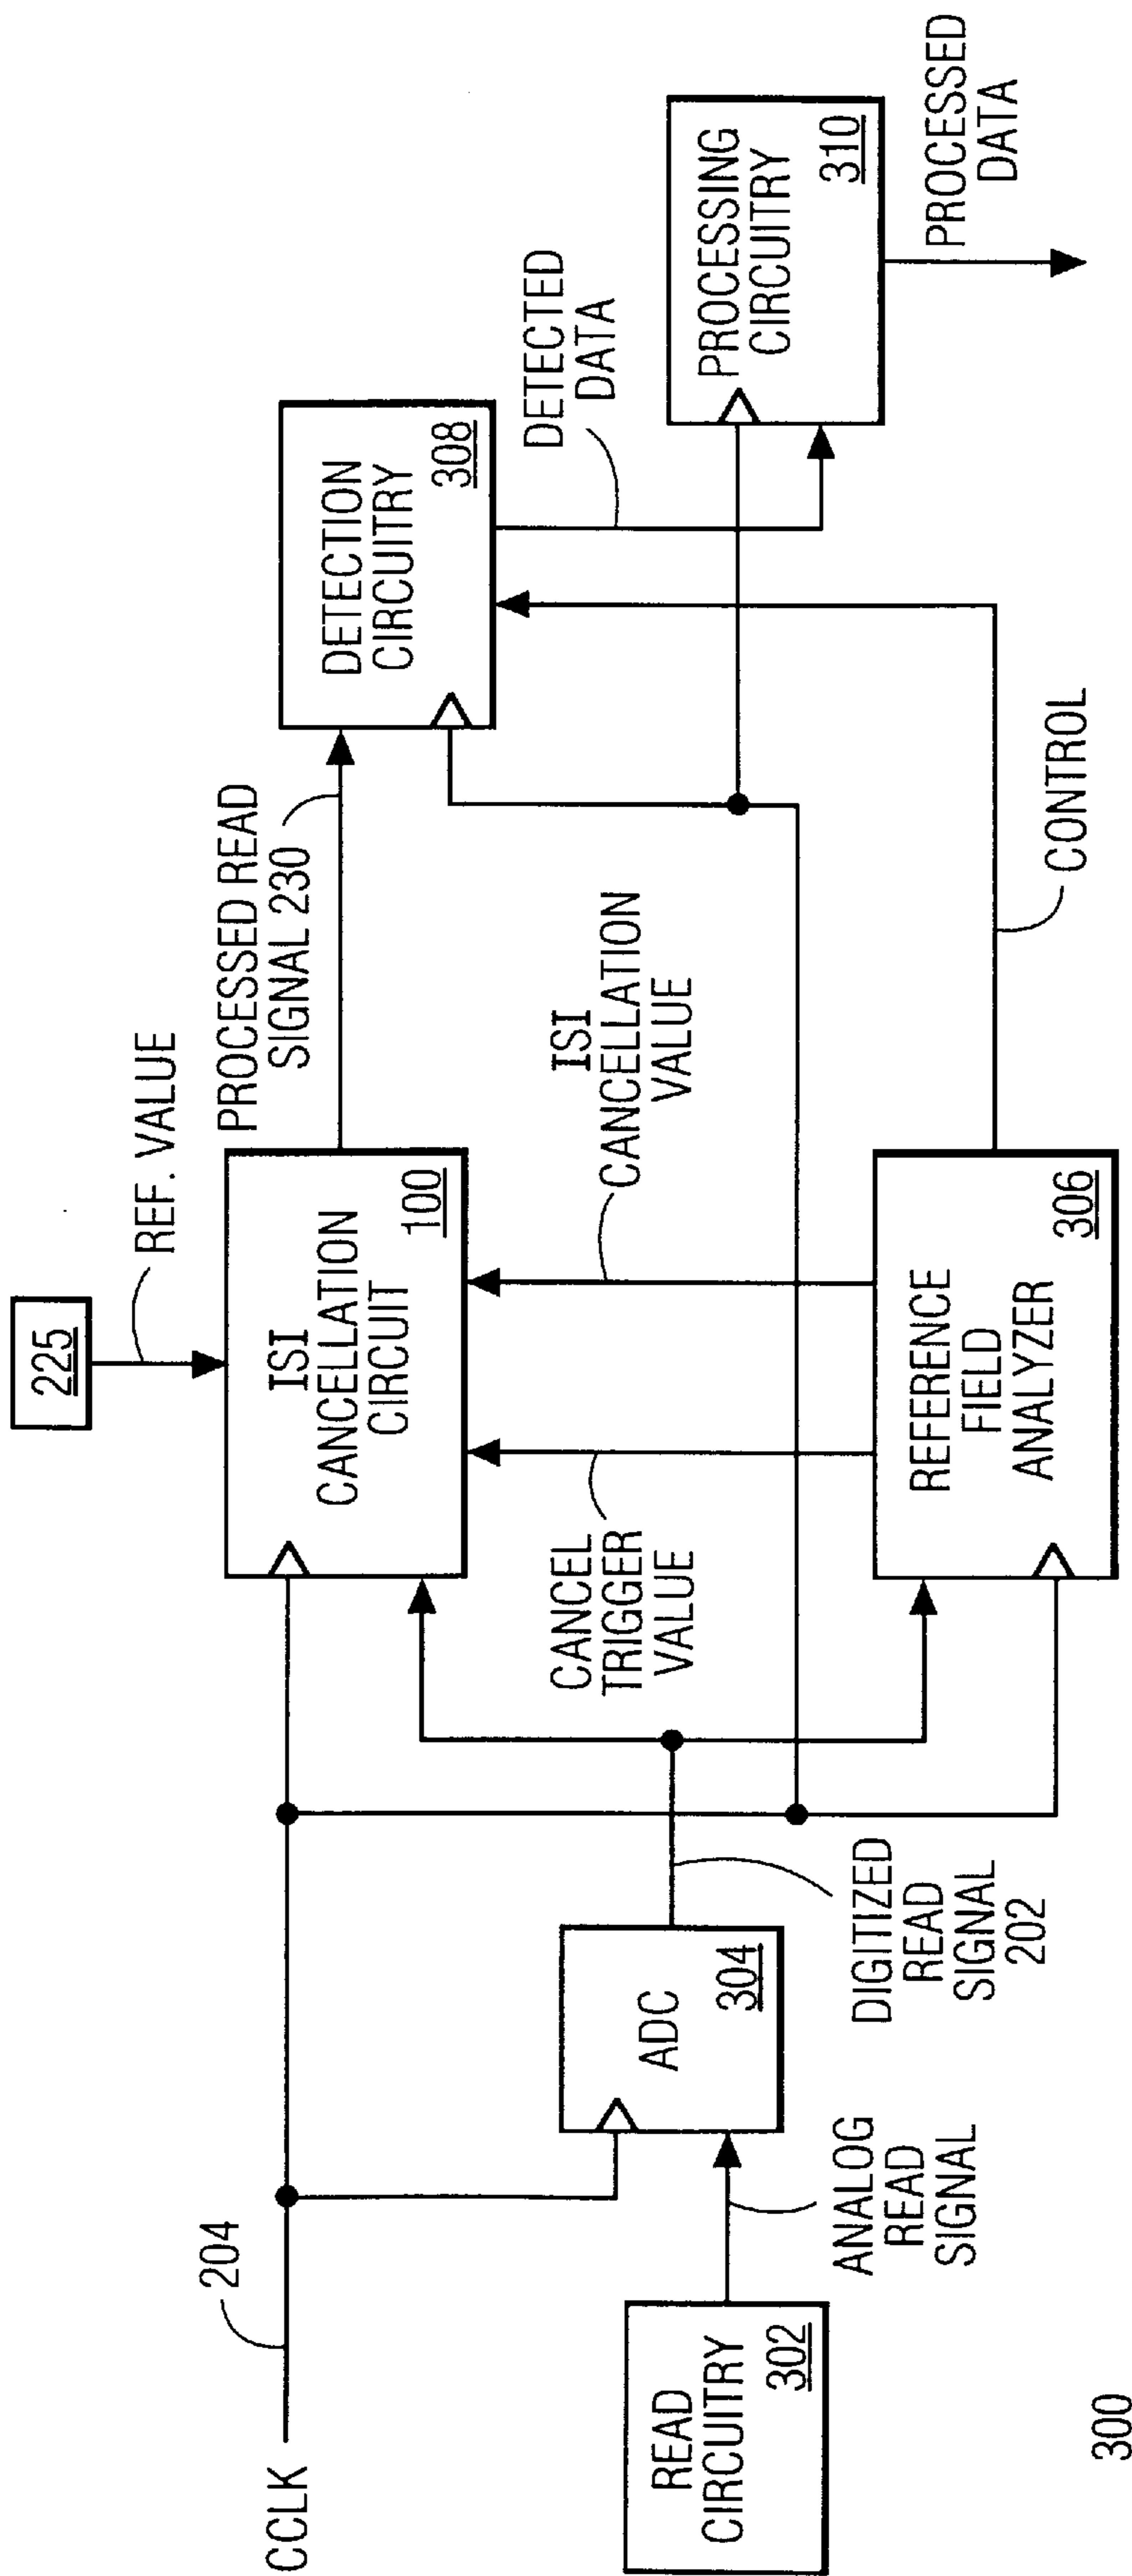 225
REF. VALUE
CCLK
204
ISI
CANCELLATION
CIRCUIT
100
PROCESSED READ
SIGNAL 230
DETECTION
CIRCUITRY
308
CANCEL
TRIGGER
VALUE
ISI
CANCELLATION
VALUE
DETECTED
DATA
READ
CIRCUITRY
302
ANALOG
READ
SIGNAL
ADC
304
DIGITIZED
READ
SIGNAL
202
REFERENCE
FIELD
ANALYZER
306
CONTROL
PROCESSING
CIRCUITRY
310
PROCESSED
DATA
300